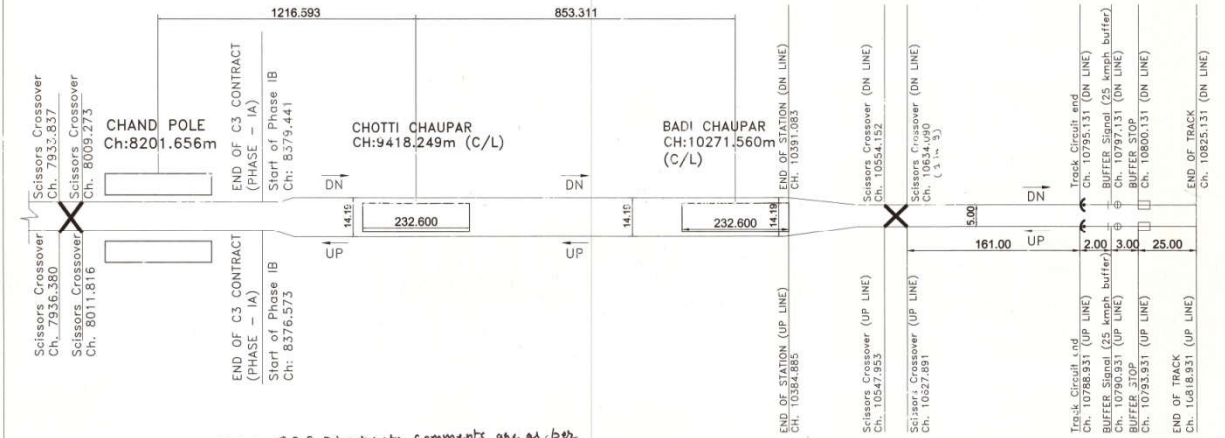 1216.593
853.311
Scissors Crossover
Ch. 7933.837
Scissors Crossover
Ch. 8009.273
CHAND POLE
Ch:8201.656m
END OF C3 CONTRACT
(PHASE - IA)
Start of Phase IB
Ch: 8379.441
CHOTTI CHAUPAR
CH:9418.249m (C/L)
BADI CHAUPAR
CH:10271.560m
(C/L)
END OF STATION (DN LINE)
CH. 10391.083
Scissors Crossover (DN LINE)
Ch. 10554.152
Scissors Crossover (DN LINE)
Ch. 10634.090
Track Circuit end
Ch. 10795.131 (DN LINE)
BUFFER Signal (25 kmph buffer)
Ch. 10797.131 (DN LINE)
BUFFER STOP
Ch. 10800.131 (DN LINE)
END OF TRACK
CH. 10825.131 (DN LINE)
DN
DN
DN
14.19
232.600
14.19
232.600
14.19
5.00
UP
UP
UP
161.00
2.00
3.00
25.00
Scissors Crossover
Ch. 7936.380
Scissors Crossover
Ch. 8011.816
END OF C3 CONTRACT
(PHASE - IA)
Start of Phase IB
Ch: 8376.573
END OF STATION (UP LINE)
CH. 10384.885
Scissors Crossover (UP LINE)
Ch. 10547.953
Scissors Crossover (UP LINE)
Ch. 10627.891
Track Circuit end
Ch. 10788.931 (UP LINE)
BUFFER Signal (25 kmph buffer)
Ch. 10790.931 (UP LINE)
BUFFER STOP
Ch. 10793.931 (UP LINE)
END OF TRACK
CH. 10818.931 (UP LINE)
comments are as per